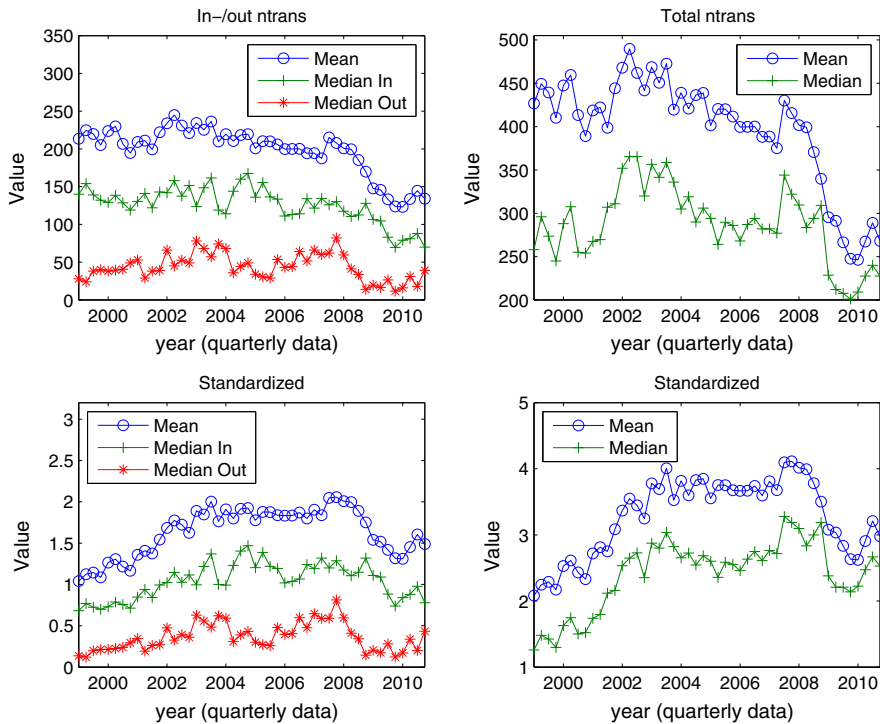 In-/out ntrans
350
300
250
200
150
100
50
0
Value
Mean
Median In
Median Out
2000 2002 2004 2006 2008 2010
year (quarterly data)
Total ntrans
500
450
400
350
300
250
200
Value
Mean
Median
2000 2002 2004 2006 2008 2010
year (quarterly data)
Standardized
3
2.5
2
1.5
1
0.5
0
Value
Mean
Median In
Median Out
2000 2002 2004 2006 2008 2010
year (quarterly data)
Standardized
5
4
3
2
1
Value
Mean
Median
2000 2002 2004 2006 2008 2010
year (quarterly data)